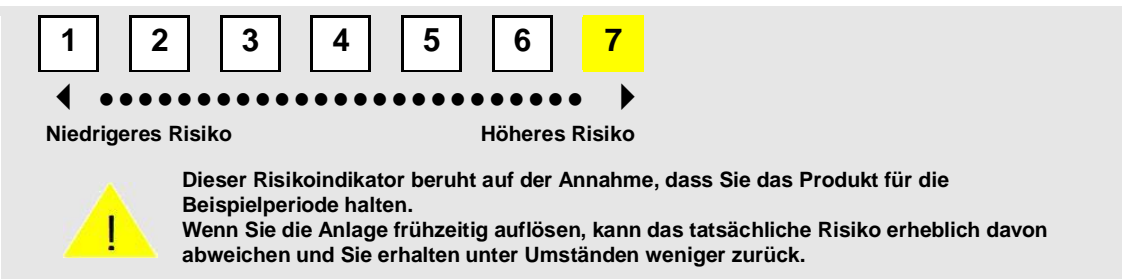 1 2 3 4 5 6 7
Niedrigeres Risiko Höheres Risiko
Dieser Risikoindikator beruht auf der Annahme, dass Sie das Produkt für die
Beispielperiode halten.
Wenn Sie die Anlage frühzeitig auflösen, kann das tatsächliche Risiko erheblich davon
abweichen und Sie erhalten unter Umständen weniger zurück.
!